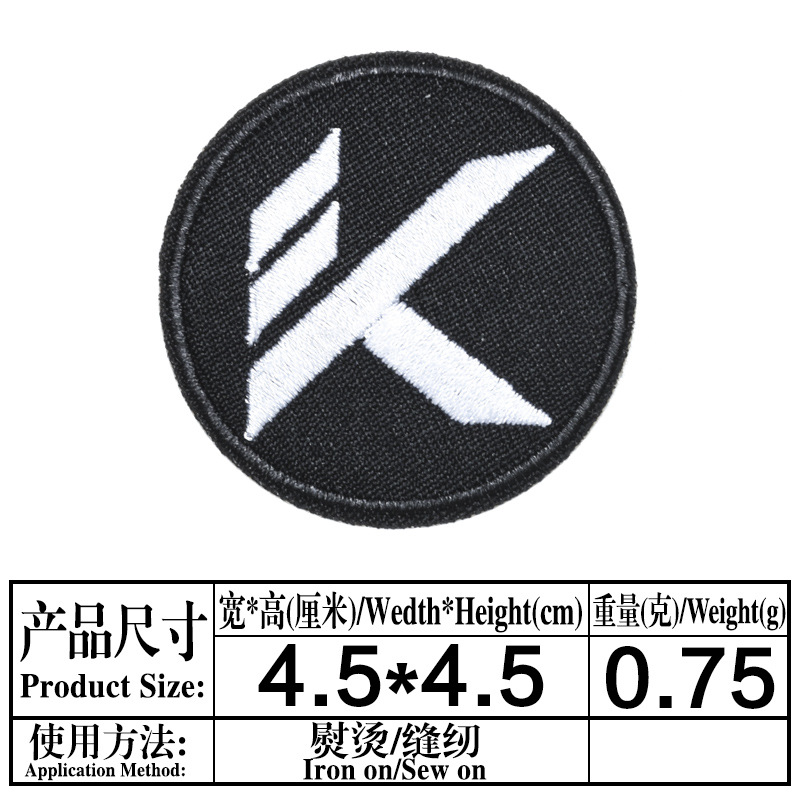 K
产品尺寸
Product Size:
宽*高(厘米)/Wedth*Height(cm)
重量(克)/Weight(g)
4.5*4.5
0.75
使用方法:
Application Method:
熨烫/缝纫
Iron on/Sew on